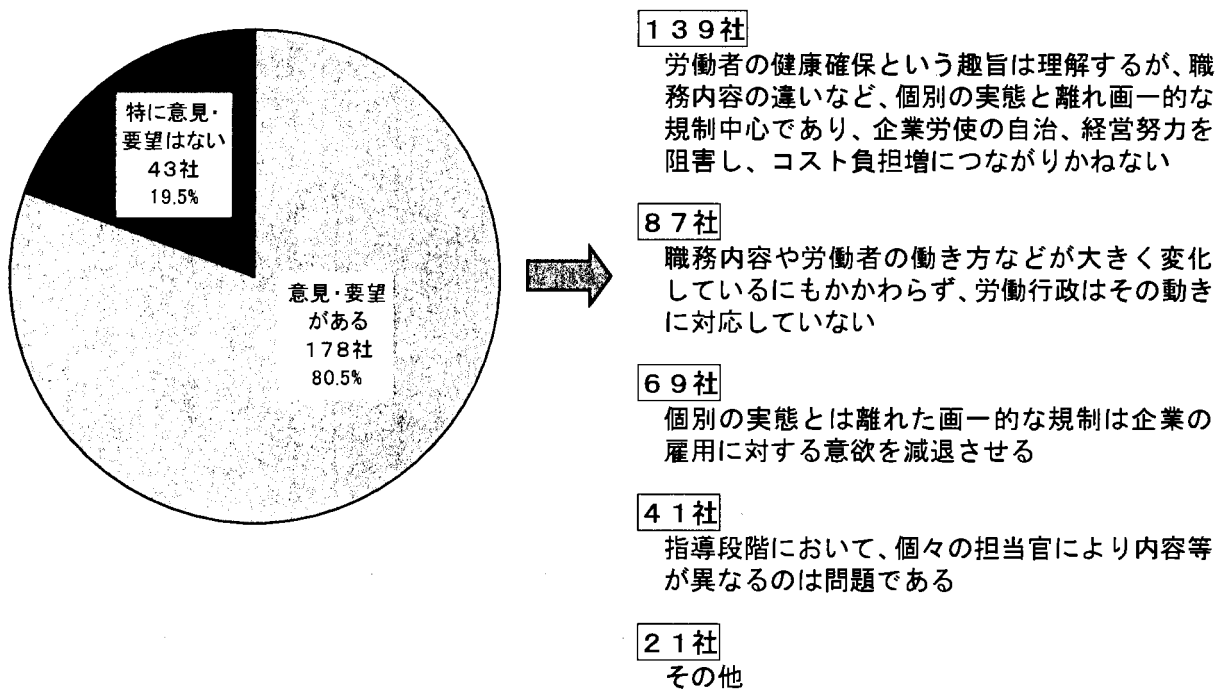 特に意見・
要望はない
43社
19.5%
意見・要望
がある
178社
80.5%
139社
労働者の健康確保という趣旨は理解するが、職
務内容の違いなど、個別の実態と離れ画一的な
規制中心であり、企業労使の自治、経営努力を
阻害し、コスト負担増につながりかねない
87社
職務内容や労働者の働き方などが大きく変化
しているにもかかわらず、労働行政はその動き
に対応していない
69社
個別の実態とは離れた画一的な規制は企業の
雇用に対する意欲を減退させる
41社
指導段階において、個々の担当官により内容等
が異なるのは問題である
21社
その他